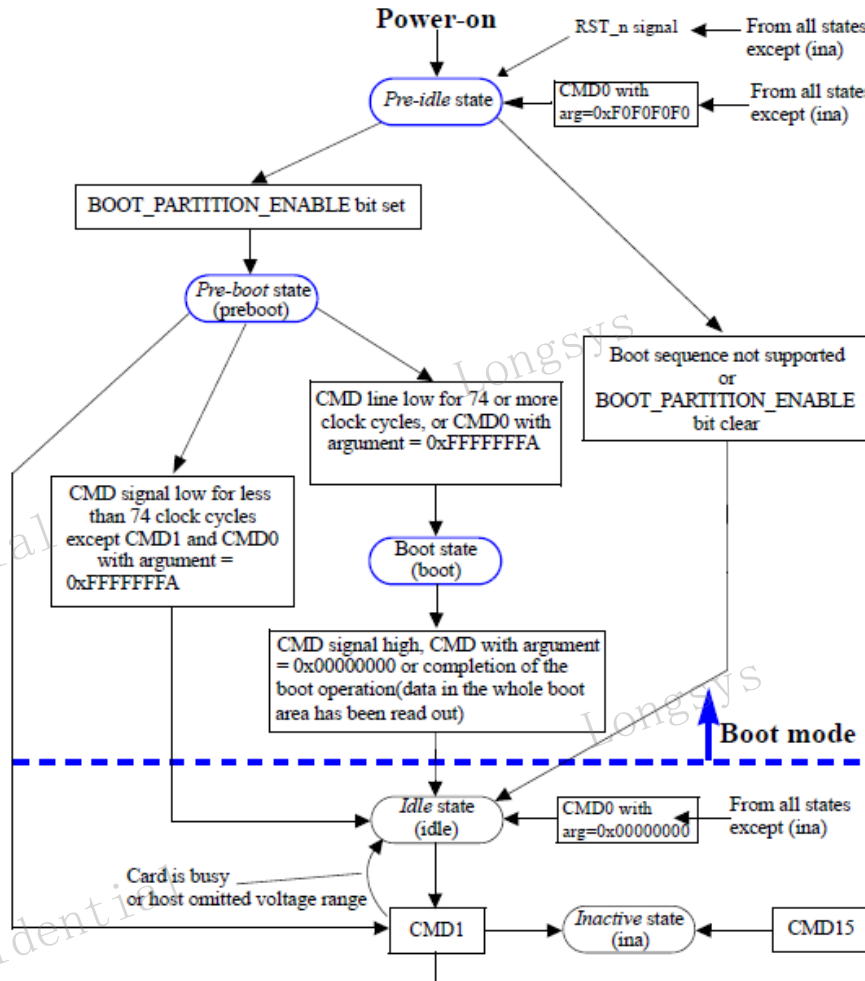 Power-on
RST_n signal
From all states
except (ina)
Pre-idle state
CMD0 with
arg=0xF0F0F0F0
From all states
except (ina)
BOOT_PARTITION_ENABLE bit set
Pre-boot state
(preboot)
Longsys
Boot sequence not supported
or
BOOT_PARTITION_ENABLE
bit clear
CMD line low for 74 or more
clock cycles, or CMD0 with
argument = 0xFFFFFFFA
CMD signal low for less
than 74 clock cycles
except CMD1 and CMD0
with argument =
0xFFFFFFFA
Boot state
(boot)
CMD signal high, CMD with argument
= 0x00000000 or completion of the
boot operation(data in the whole boot
area has been read out)
Longsys
Boot mode
Idle state
(idle)
CMD0 with
arg=0x00000000
From all states
except (ina)
Card is busy
or host omitted voltage range
CMD1
Inactive state
(ina)
CMD15